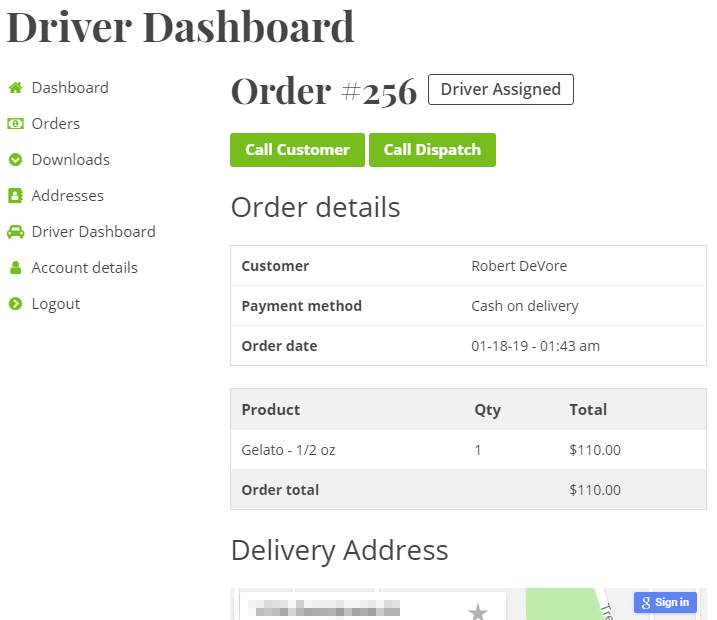 Driver Dashboard
Dashboard
Orders
Downloads
Addresses
Driver Dashboard
Account details
Logout
Order #256 Driver Assigned
Call Customer Call Dispatch
Order details
Customer Robert DeVore
Payment method Cash on delivery
Order date 01-18-19 - 01:43 am
Product Qty Total
Gelato - 1/2 oz 1 $110.00
Order total $110.00
Delivery Address
Tre
8 Sign in